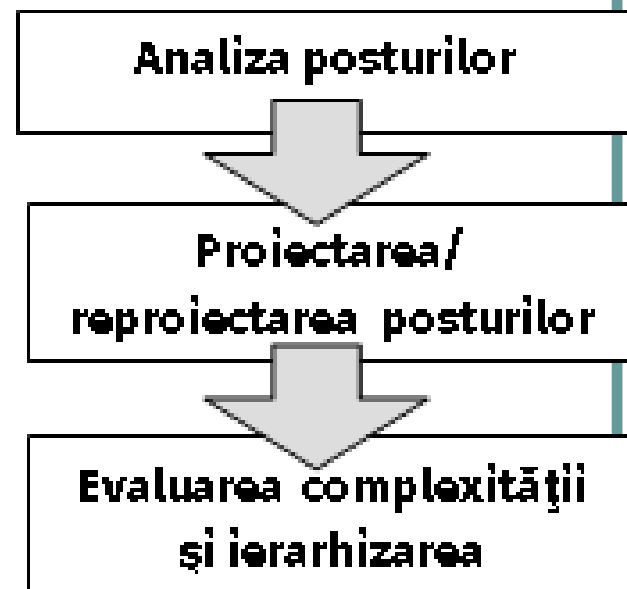 Analiza posturilor
Proiectarea/
reproiectarea posturilor
Evaluarea complexităţii
şi ierarhizarea